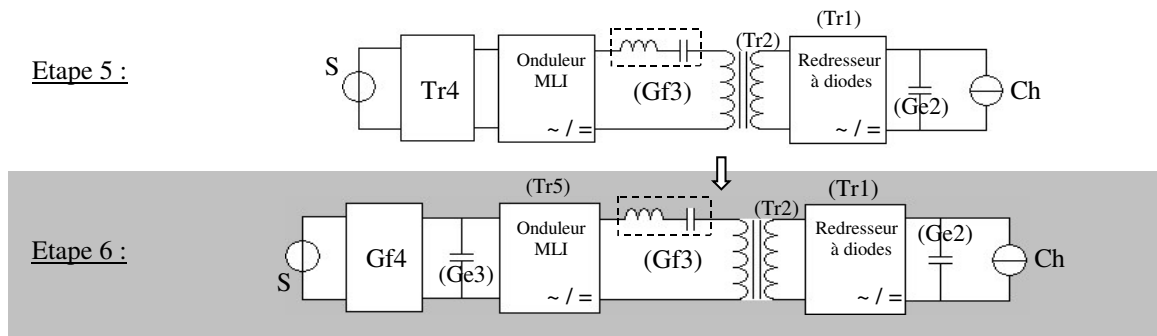 Etape 5 :
S
Tr4
Onduleur
MLI
~ / =
(Gf3)
(Tr2)
(Tr1)
Redresseur
à diodes
(Ge2)
Ch
Etape 6 :
S
Gf4
(Ge3)
(Tr5)
Onduleur
MLI
~ / =
(Gf3)
(Tr2)
(Tr1)
Redresseur
à diodes
~ / =
(Ge2)
Ch